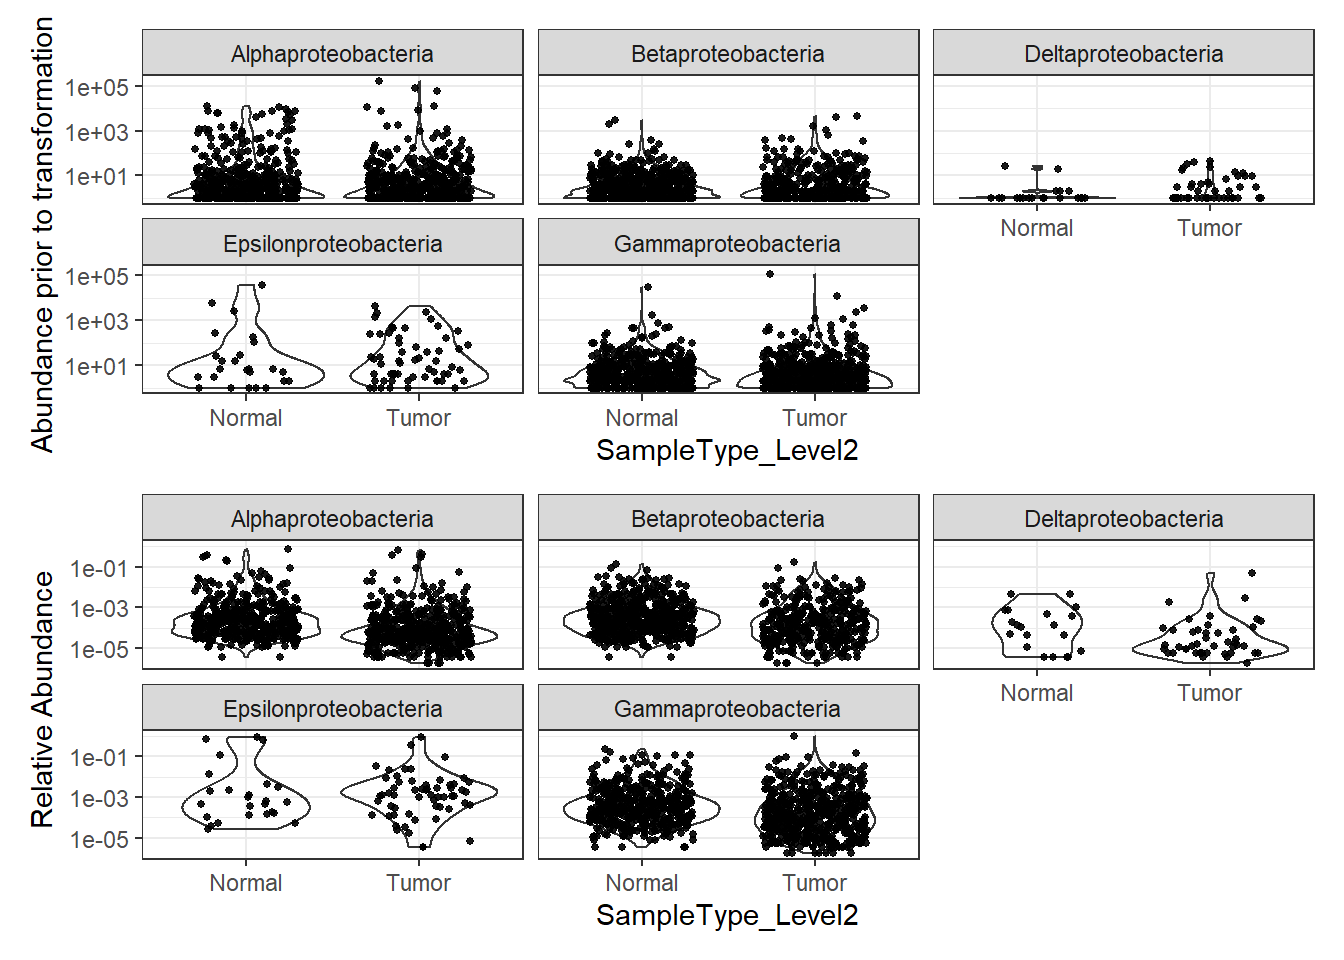 Abundance prior to transformation
Alphaproteobacteria Betaproteobacteria Deltaproteobacteria
1e+05
1e+03
1e+01
Normal Tumor
Epsilonproteobacteria Gammaproteobacteria
1e+05
1e+03
1e+01
Normal Tumor Normal Tumor
SampleType_Level2
Relative Abundance
Alphaproteobacteria Betaproteobacteria Deltaproteobacteria
1e-01
1e-03
1e-05
Normal Tumor
Epsilonproteobacteria Gammaproteobacteria
1e-01
1e-03
1e-05
Normal Tumor Normal Tumor
SampleType_Level2